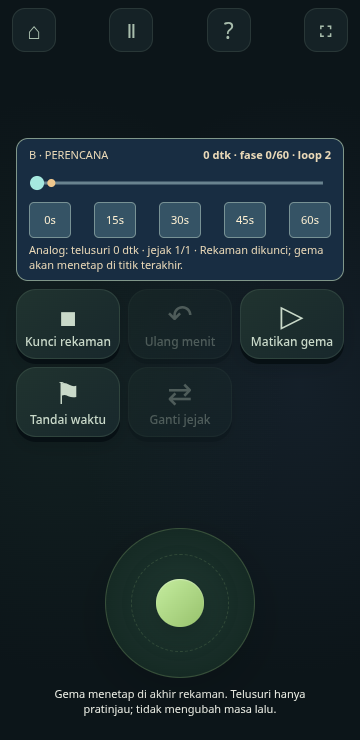 ?
B · PERENCANA
0 dtk · fase 0/60 · loop 2
0s
15s
30s
45s
60s
Analog: telusuri 0 dtk · jejak 1/1 · Rekaman dikunci; gema
akan menetap di titik terakhir.
Kunci rekaman
Ulang menit
Matikan gema
Tandai waktu
Ganti jejak
Gema menetap di akhir rekaman. Telusuri hanya
pratinjau; tidak mengubah masa lalu.